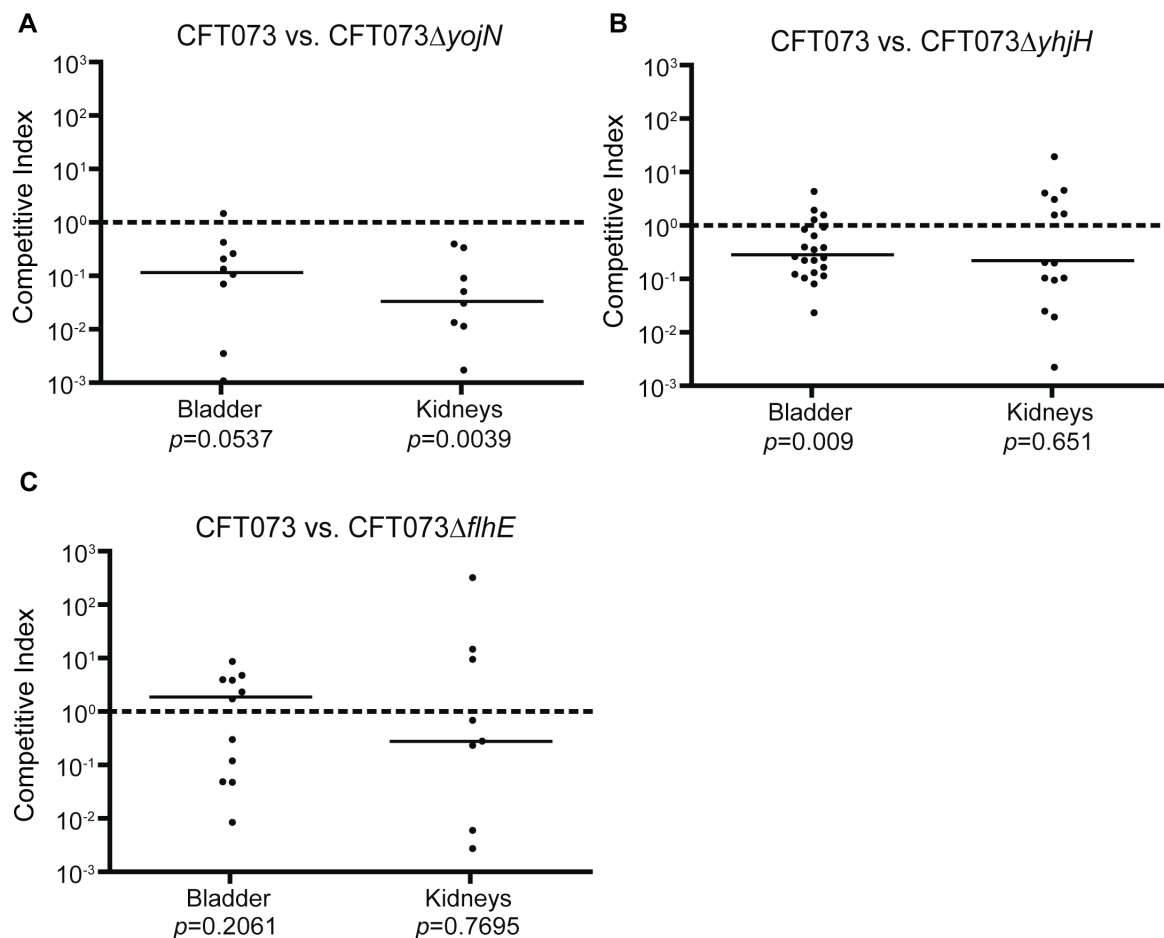 A
CFT073 vs. CFT073ΔyojN
Competitive Index
10³
10²
10¹
10⁰
10⁻¹
10⁻²
10⁻³
Bladder
Kidneys
p=0.0537
p=0.0039
B
CFT073 vs. CFT073ΔyhjH
Competitive Index
10³
10²
10¹
10⁰
10⁻¹
10⁻²
10⁻³
Bladder
Kidneys
p=0.009
p=0.651
C
CFT073 vs. CFT073ΔflhE
Competitive Index
10³
10²
10¹
10⁰
10⁻¹
10⁻²
10⁻³
Bladder
Kidneys
p=0.2061
p=0.7695